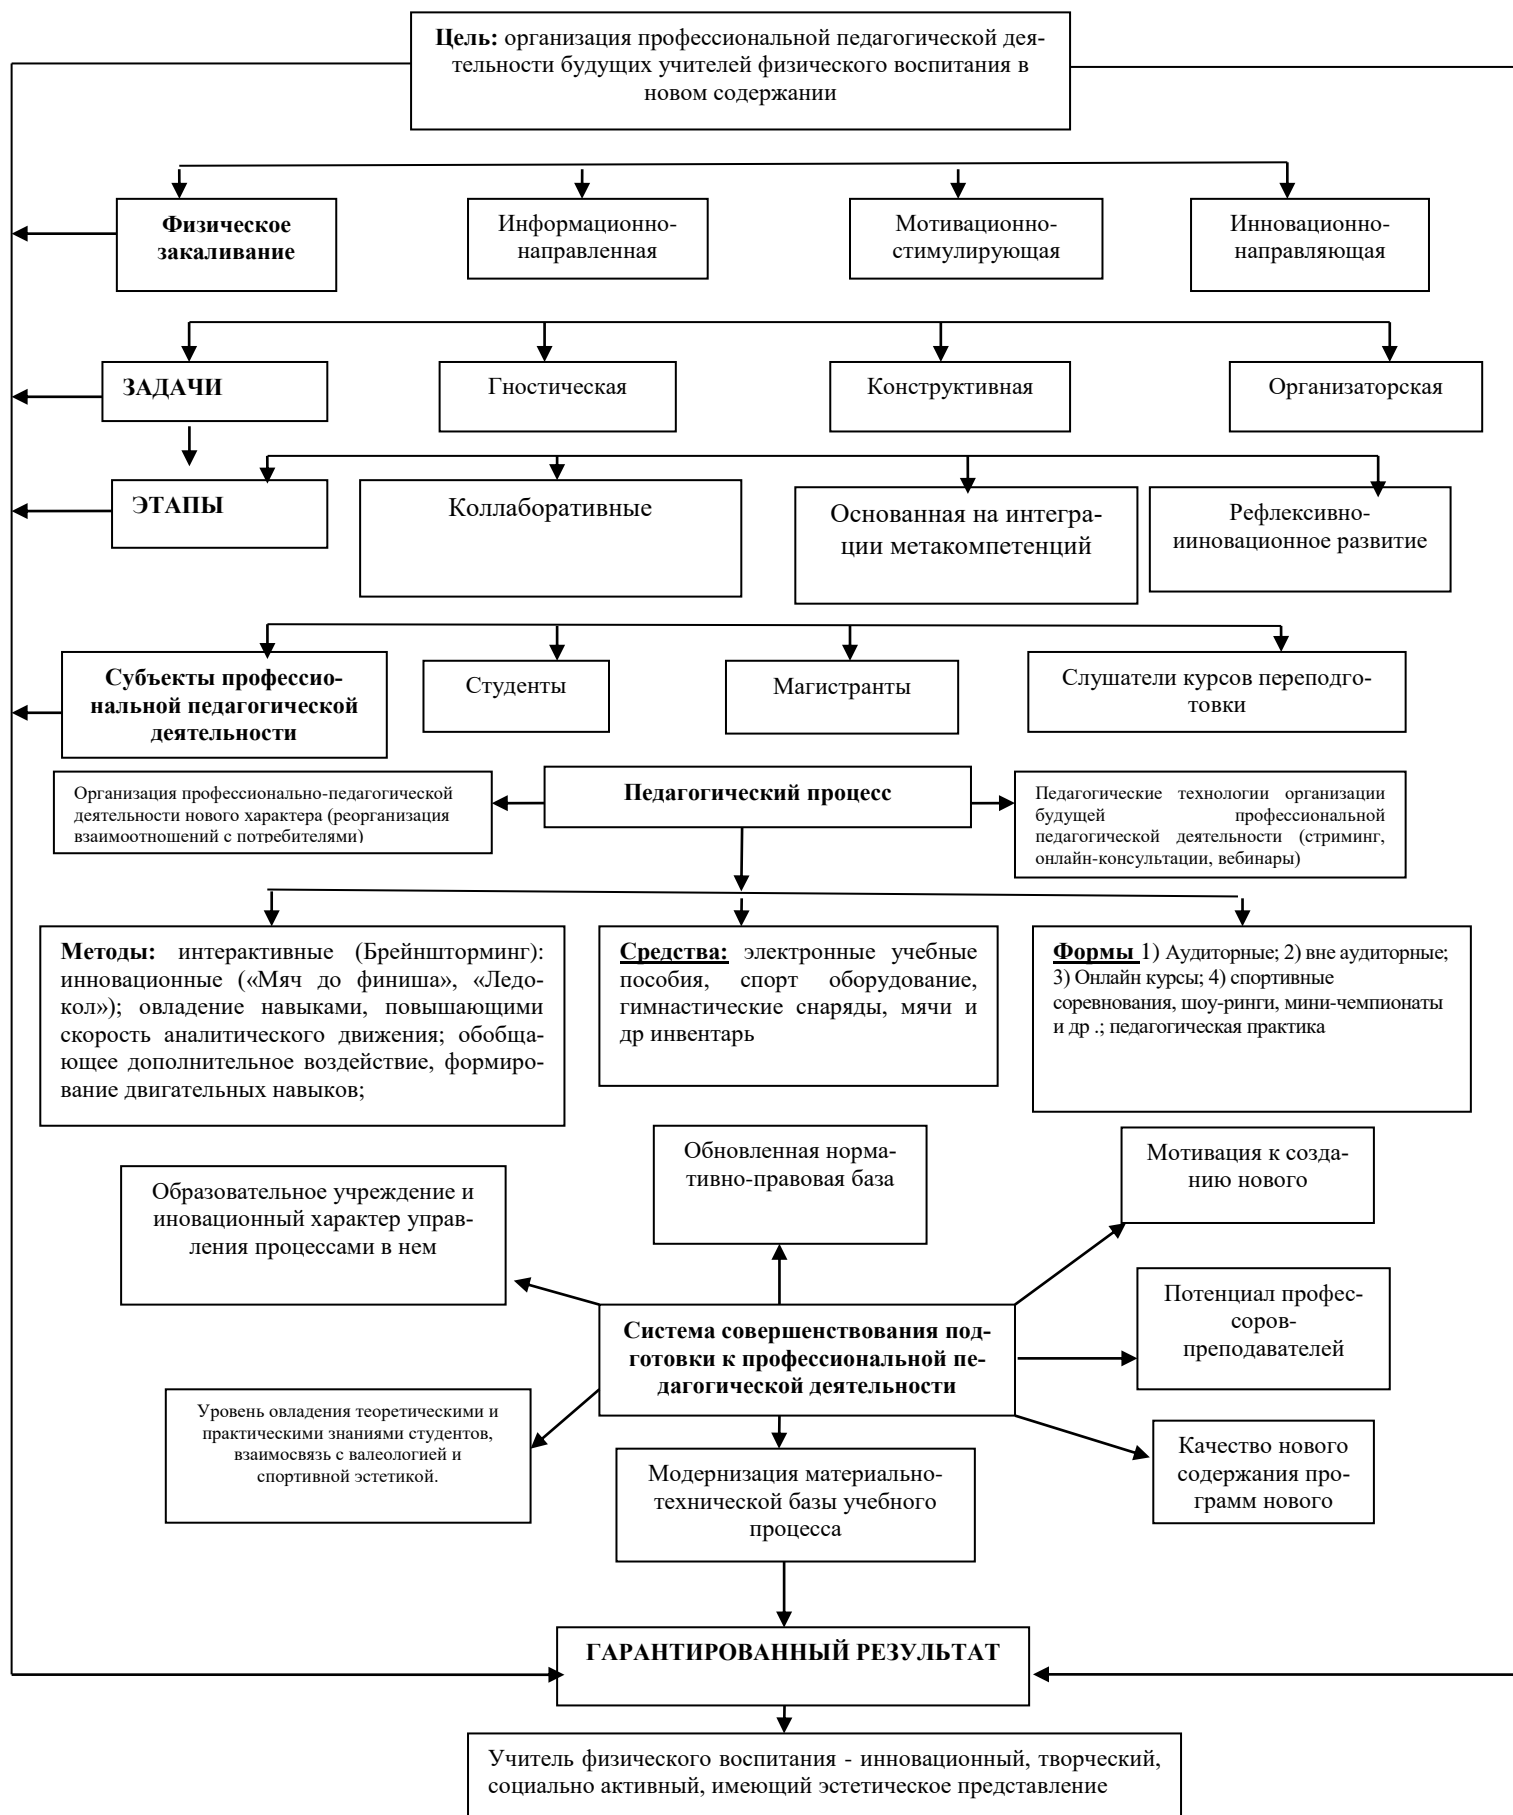 Цель: организация профессиональной педагогической дея-
тельности будущих учителей физического воспитания в
новом содержании
Физическое
закаливание
Информационно-
направленная
Мотивационно-
стимулирующая
Инновационно-
направляющая
ЗАДАЧИ
Гностическая
Конструктивная
Организаторская
ЭТАПЫ
Коллаборативные
Основанная на интегра-
ции метакомпетенций
Рефлексивно-
ииновационное развитие
Субъекты профессио-
нальной педагогической
деятельности
Студенты
Магистранты
Слушатели курсов переподго-
товки
Организация профессионально-педагогической
деятельности нового характера (реорганизация
взаимоотношений с потребителями)
Педагогический процесс
Педагогические технологии организации
будущей профессиональной
педагогической деятельности (стриминг,
онлайн-консультации, вебинары)
Методы: интерактивные (Брейншторминг):
инновационные («Мяч до финиша», «Ледо-
кол»); овладение навыками, повышающими
скорость аналитического движения; обобща-
ющее дополнительное воздействие, формиро-
вание двигательных навыков;
Средства: электронные учебные
пособия, спорт оборудование,
гимнастические снаряды, мячи и
др инвентарь
Формы 1) Аудиторные; 2) вне аудиторные;
3) Онлайн курсы; 4) спортивные
соревнования, шоу-ринги, мини-чемпионаты
и др .; педагогическая практика
Образовательное учреждение и
иновационный характер управ-
ления процессами в нем
Обновленная норма-
тивно-правовая база
Мотивация к созда-
нию нового
Система совершенствования под-
готовки к профессиональной пе-
дагогической деятельности
Потенциал профес-
соров-
преподавателей
Уровень овладения теоретическими и
практическими знаниями студентов,
взаимосвязь с валеологией и
спортивной эстетикой.
Модернизация материально-
технической базы учебного
процесса
Качество нового
содержания про-
грамм нового
ГАРАНТИРОВАННЫЙ РЕЗУЛЬТАТ
Учитель физического воспитания - инновационный, творческий,
социально активный, имеющий эстетическое представление